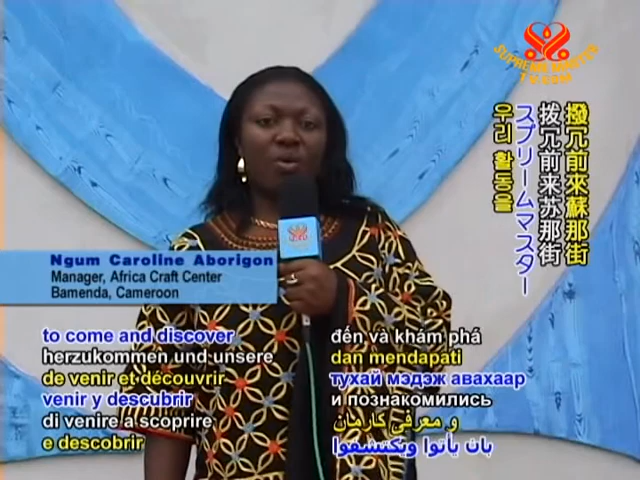 SUPREME MASTER
TV.COM
撥冗前來蘇那街
拨冗前来苏那街
スプリームマスター
우리 활동을
Ngum Caroline Aborigon
Manager, Africa Craft Center
Bamenda, Cameroon
to come and discover
herzukommen und unsere
de venir et découvrir
venir y descubrir
di venire a scoprire
e descobrir
đến và khám phá
dan mendapati
тухай мэдэж авахаар
и познакомились
و معرفی کارمان
بان يأتوا ويكتشفوا